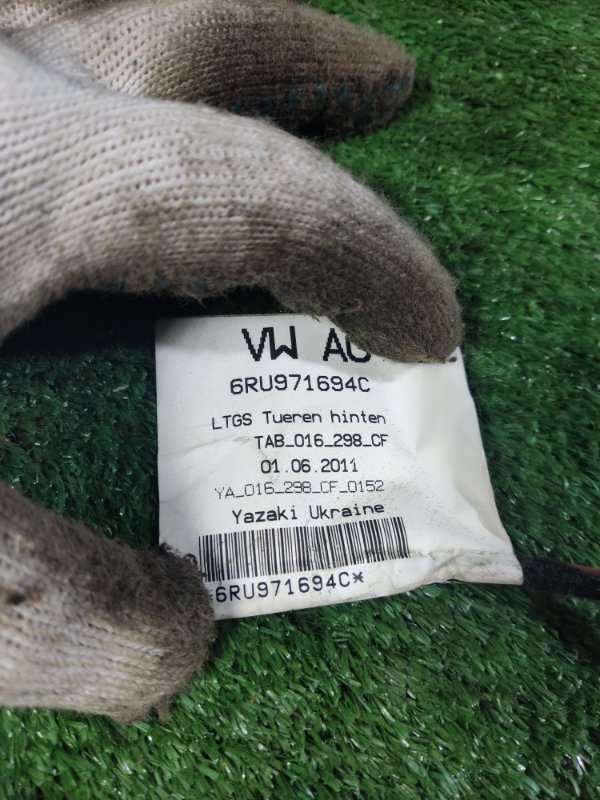 VW AG
6RU971694C
LTGS Tueren hinten
TAB_016_298_CF
01.06.2011
YA_016_298_CF_0152
Yazaki Ukraine
*6RU971694C*